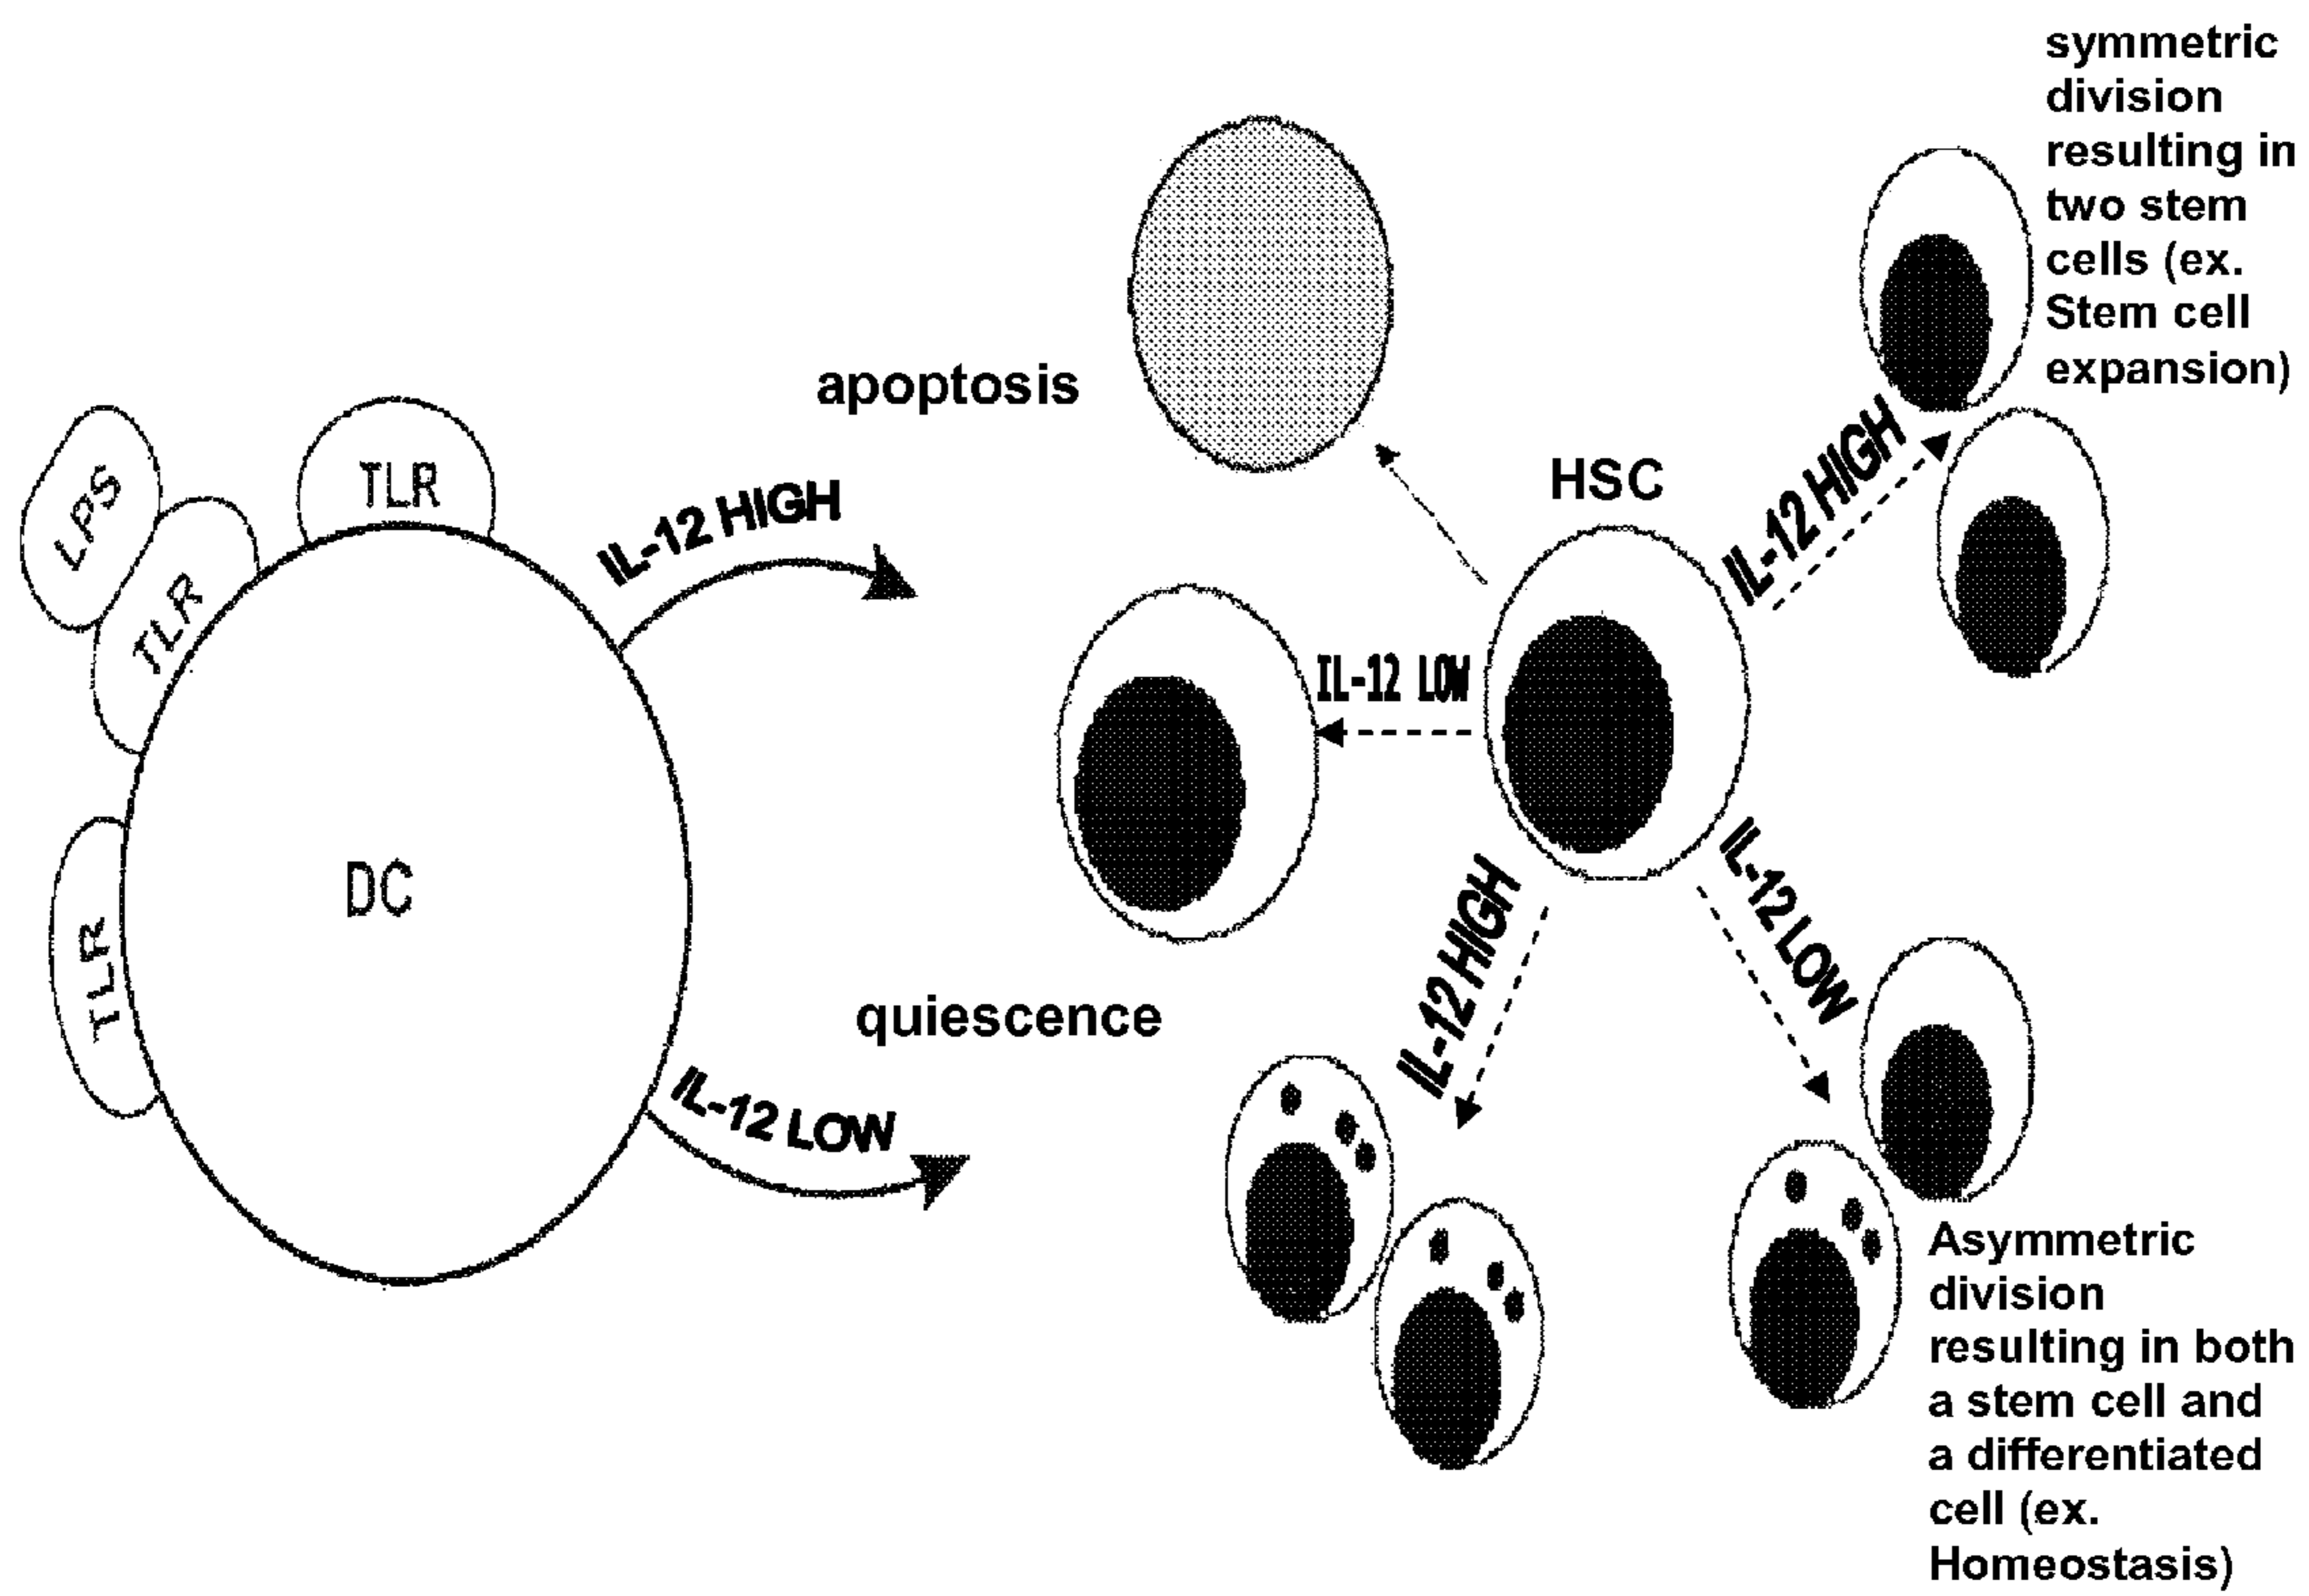 symmetric
division
resulting in
two stem
cells (ex.
Stem cell
expansion)
apoptosis
LPS
TLR
TLR
IL-12 HIGH
HSC
IL-12 HIGH
IL-12 LOW
TLR
DC
IL-12 HIGH
IL-12 LOW
quiescence
IL-12 LOW
Asymmetric
division
resulting in both
a stem cell and
a differentiated
cell (ex.
Homeostasis)